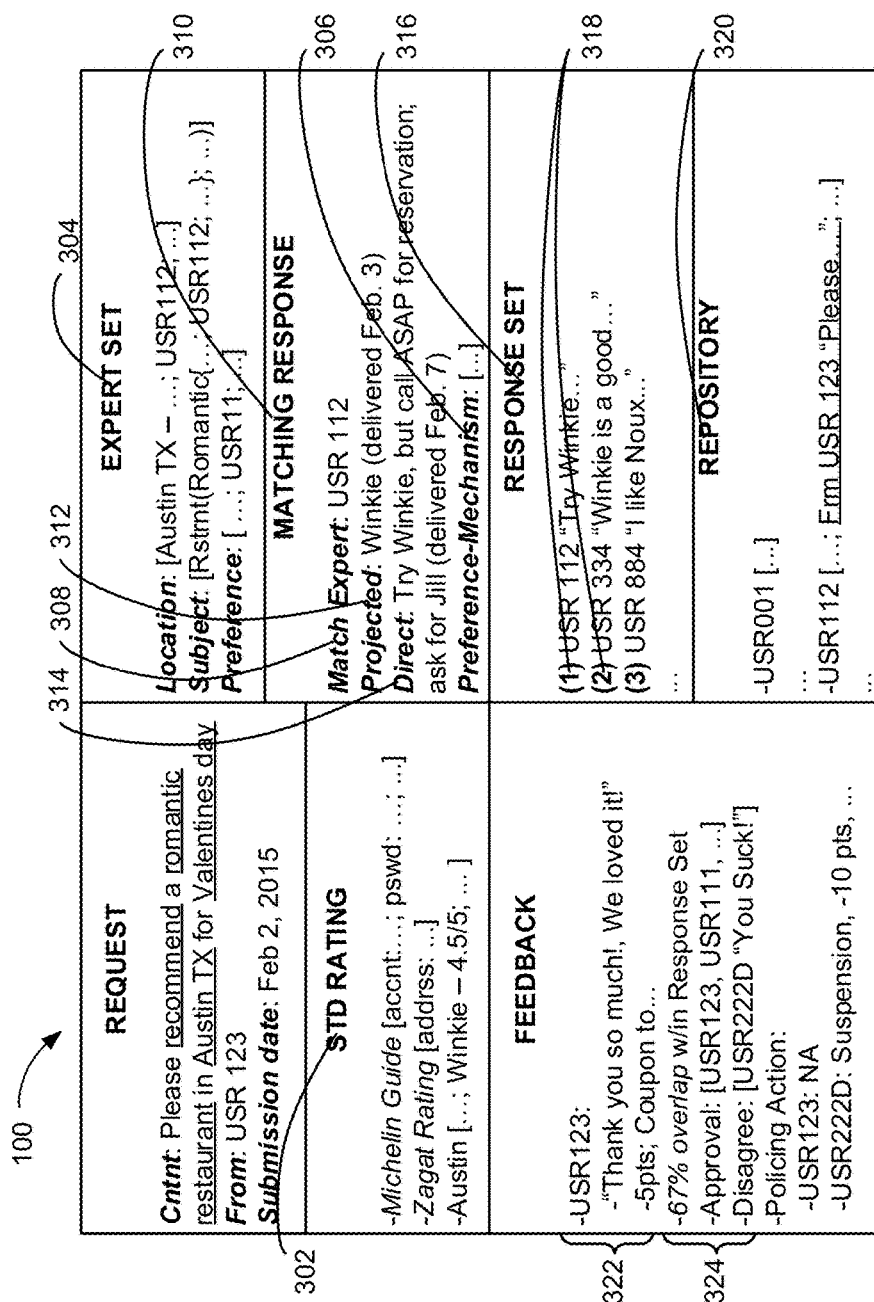 100
REQUEST
Cntnt: Please recommend a romantic
restaurant in Austin TX for Valentines day
From: USR 123
Submission date: Feb 2, 2015
STD RATING
-Michelin Guide [accnt:...; pswd: ...; ...]
-Zagat Rating [addrss: ...]
-Austin [...; Winkie – 4.5/5; ... ]
302
FEEDBACK
-USR123:
-“Thank you so much!, We loved it!”
-5pts; Coupon to...
-67% overlap w/in Response Set
-Approval: [USR123, USR111, ...]
-Disagree: [USR222D “You Suck!”]
-Policing Action:
-USR123: NA
-USR222D: Suspension, -10 pts, ...
322
324
314
308
312
304
EXPERT SET
Location: [Austin TX – ...; USR112; ...]
Subject: [Rstrnt(Romantic{...; USR112; ...}; ...)]
Preference: [ ...; USR11; ...]
MATCHING RESPONSE
Match Expert: USR 112
Projected: Winkie (delivered Feb. 3)
Direct: Try Winkie, but call ASAP for reservation;
ask for Jill (delivered Feb. 7)
Preference-Mechanism: [...]
RESPONSE SET
(1) USR 112 “Try Winkie...”
(2) USR 334 “Winkie is a good...”
(3) USR 884 “I like Noux...”
...
REPOSITORY
-USR001 [...]
...
-USR112 [...; Frm USR 123 “Please...”; ...]
...
310
306
316
318
320